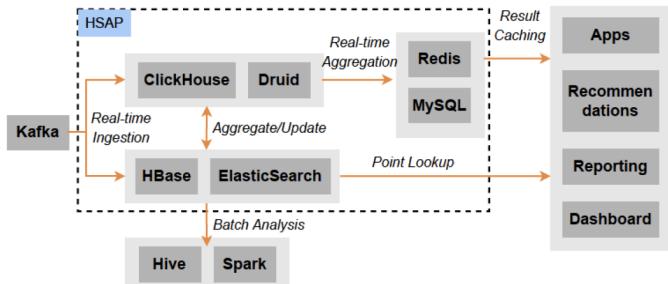 HSAP
Result
Caching
Real-time
Aggregation
Apps
ClickHouse
Druid
Redis
MySQL
Recommen
dations
Kafka
Real-time
Ingestion
Aggregate/Update
HBase
ElasticSearch
Point Lookup
Reporting
Dashboard
Batch Analysis
Hive
Spark